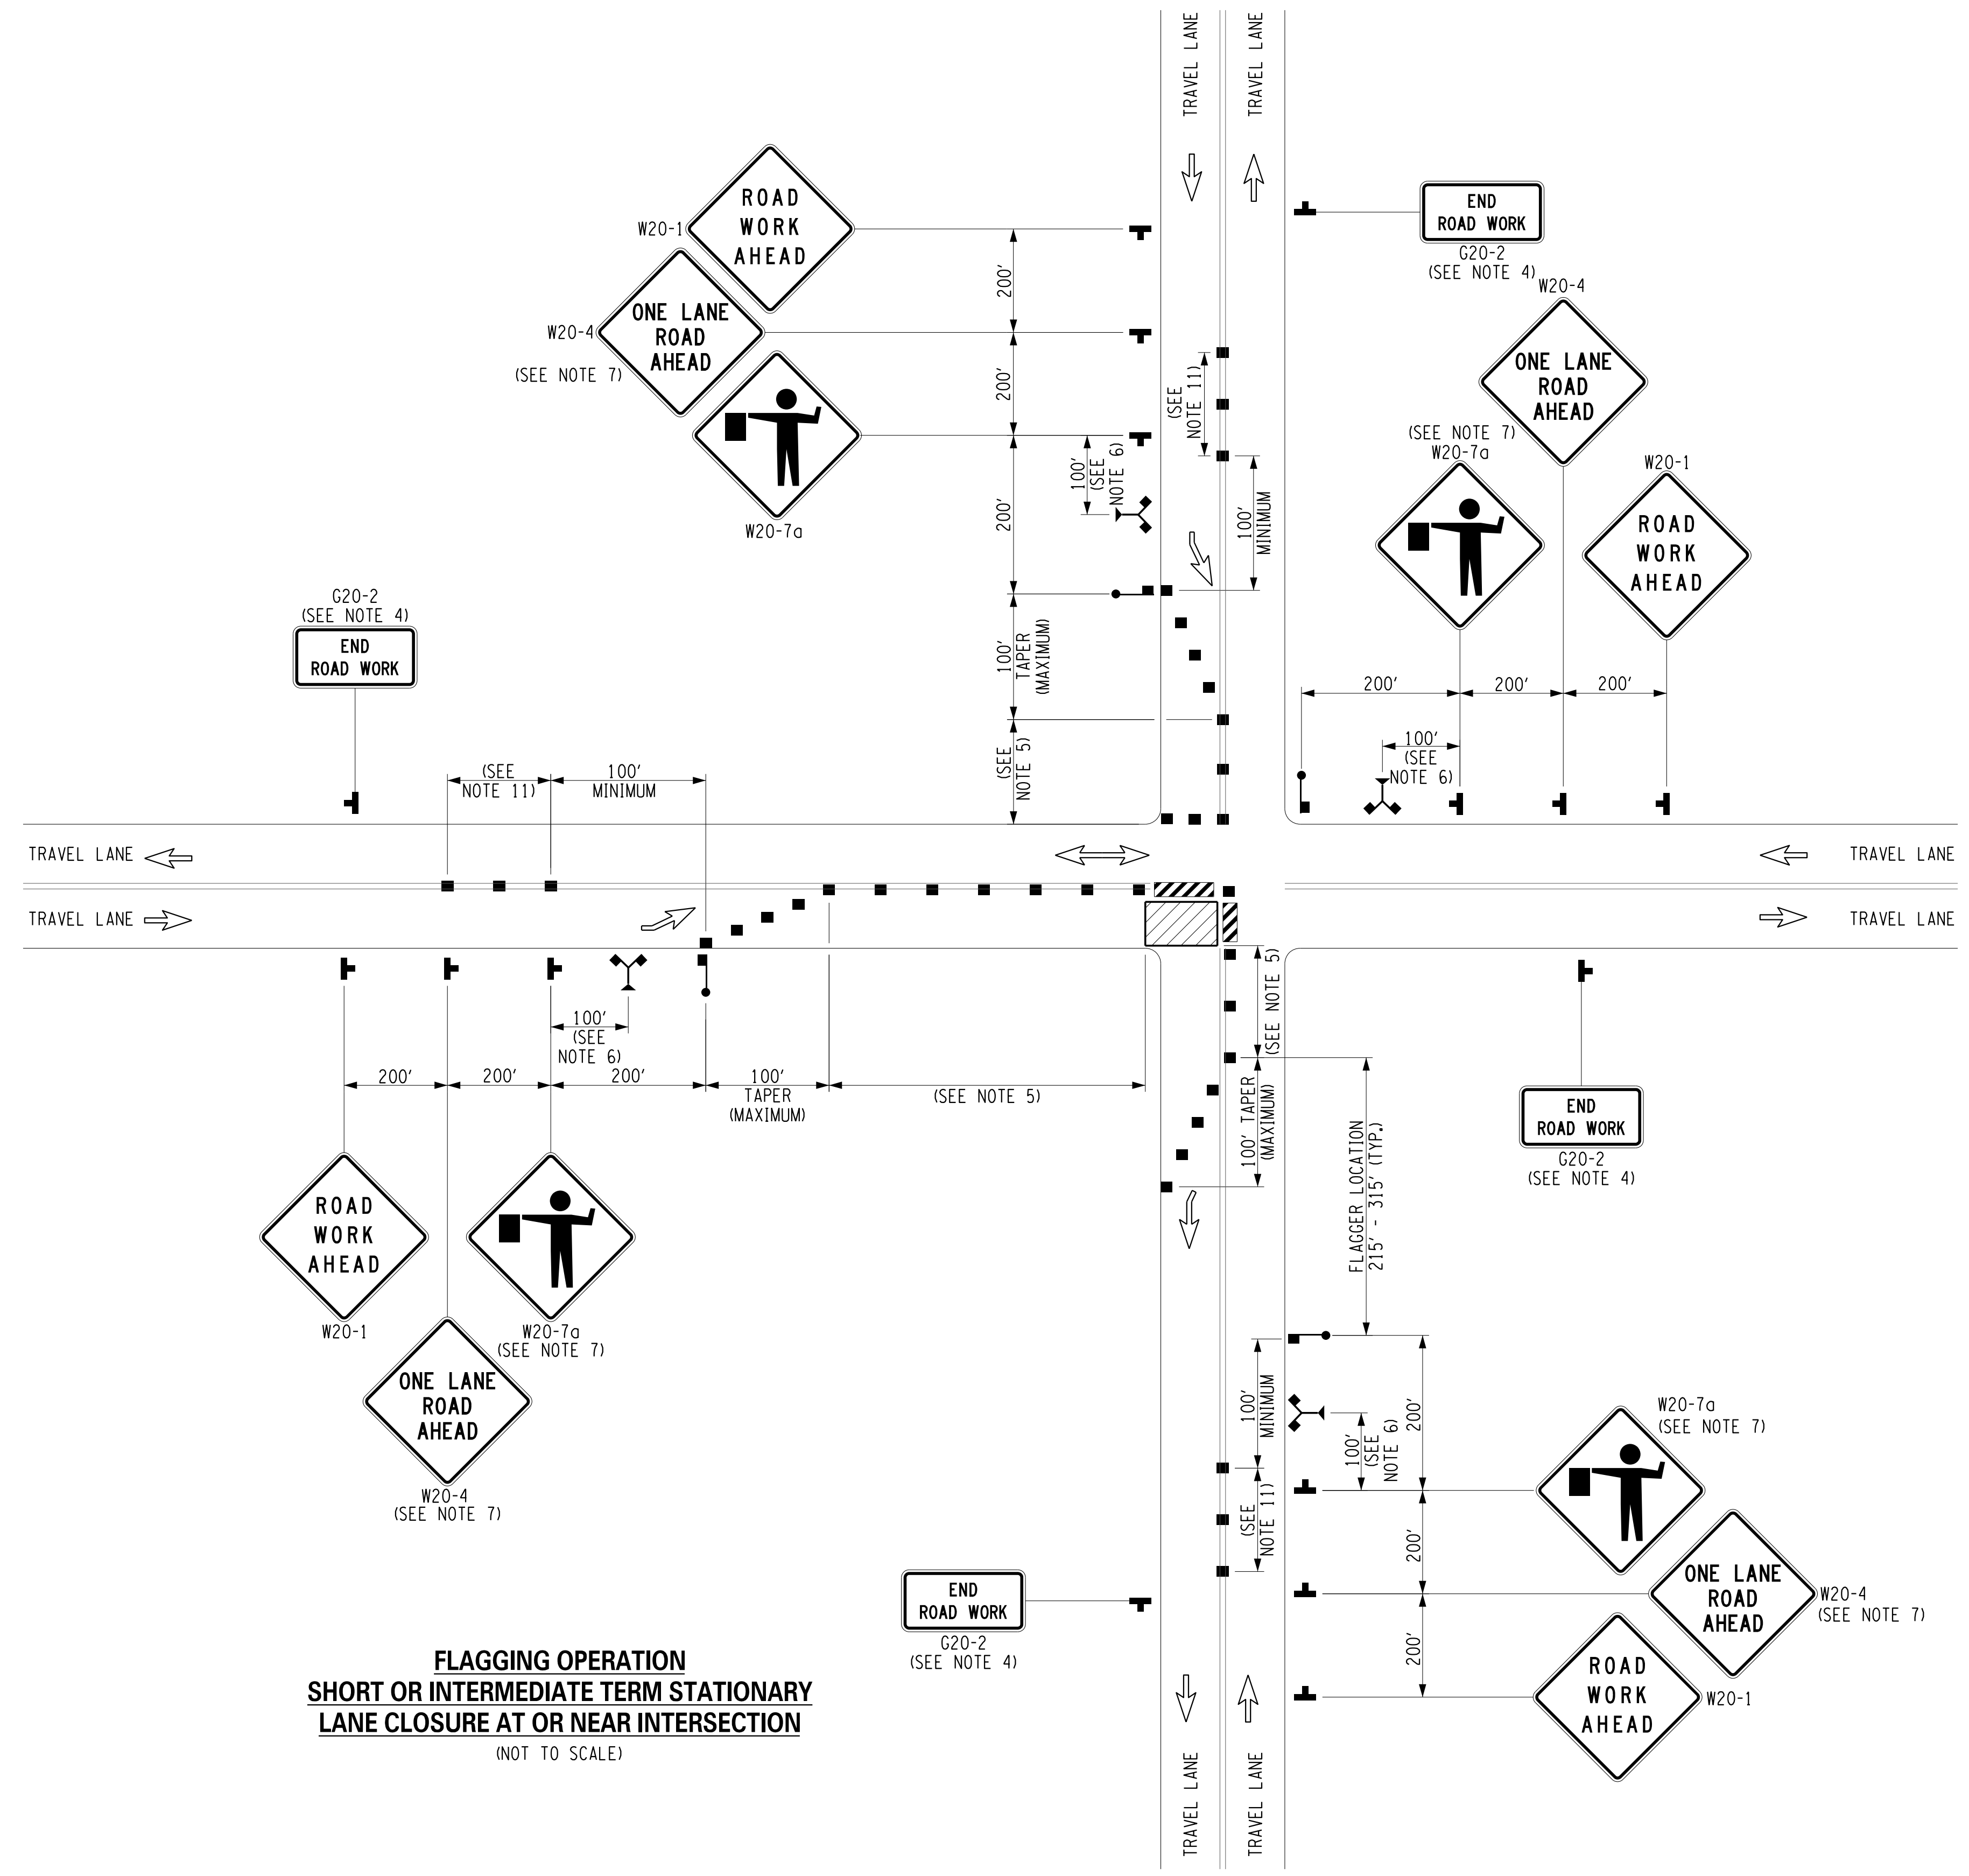 TRAVEL LANE
TRAVEL LANE
ROAD
WORK
AHEAD
W20-1
ONE LANE
ROAD
AHEAD
W20-4
(SEE NOTE 7)
W20-7a
200'
200'
200'
100'
(SEE
NOTE 6)
100'
TAPER
(MAXIMUM)
(SEE
NOTE 5)
(SEE
NOTE 11)
100'
MINIMUM
END
ROAD WORK
G20-2
(SEE NOTE 4)
W20-4
ONE LANE
ROAD
AHEAD
(SEE NOTE 7)
W20-7a
W20-1
ROAD
WORK
AHEAD
200'
200'
200'
100'
(SEE
NOTE 6)
G20-2
(SEE NOTE 4)
END
ROAD WORK
(SEE
NOTE 11)
100'
MINIMUM
TRAVEL LANE
TRAVEL LANE
TRAVEL LANE
TRAVEL LANE
100'
(SEE
NOTE 6)
200'
200'
200'
100'
TAPER
(MAXIMUM)
(SEE NOTE 5)
ROAD
WORK
AHEAD
W20-1
W20-7a
(SEE NOTE 7)
ONE LANE
ROAD
AHEAD
W20-4
(SEE NOTE 7)
(SEE NOTE 5)
100' TAPER
(MAXIMUM)
FLAGGER LOCATION
215' - 315' (TYP.)
END
ROAD WORK
G20-2
(SEE NOTE 4)
100'
MINIMUM
(SEE
NOTE 11)
100'
(SEE
NOTE 6)
200'
200'
200'
W20-7a
(SEE NOTE 7)
ONE LANE
ROAD
AHEAD
W20-4
(SEE NOTE 7)
ROAD
WORK
AHEAD
W20-1
END
ROAD WORK
G20-2
(SEE NOTE 4)
TRAVEL LANE
TRAVEL LANE
FLAGGING OPERATION
SHORT OR INTERMEDIATE TERM STATIONARY
LANE CLOSURE AT OR NEAR INTERSECTION
(NOT TO SCALE)